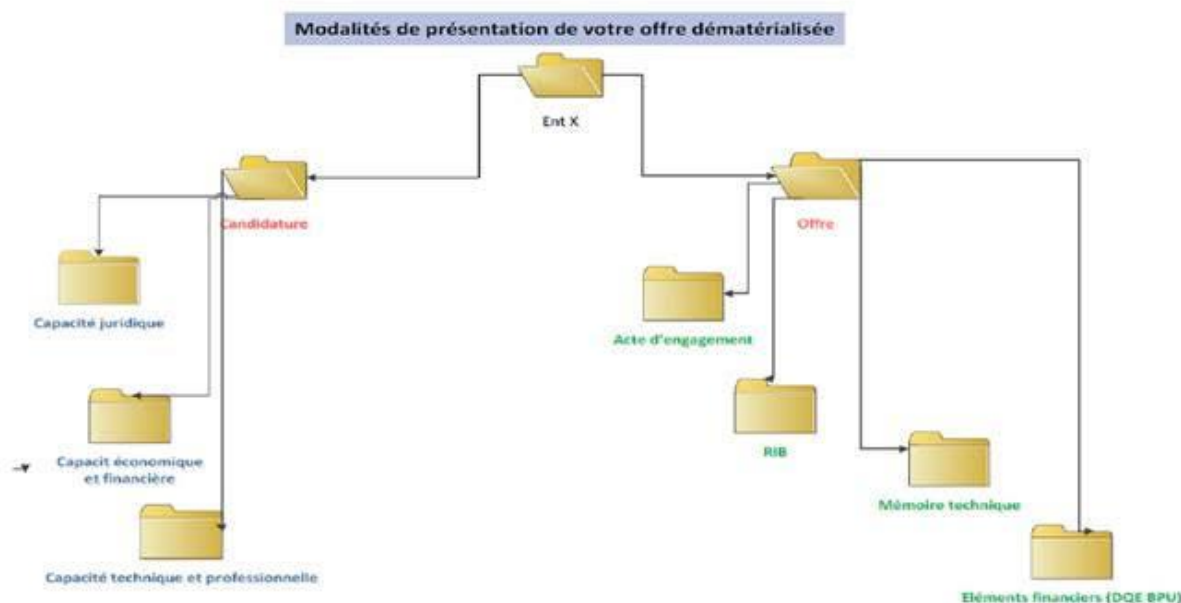 Modalités de présentation de votre offre dématérialisée
Ent X
Candidature
Offre
Capacité juridique
Acte d'engagement
Capacit économique
et financière
RIB
Mémoire technique
Capacité technique et professionnelle
Eléments financiers (DQE BPU)